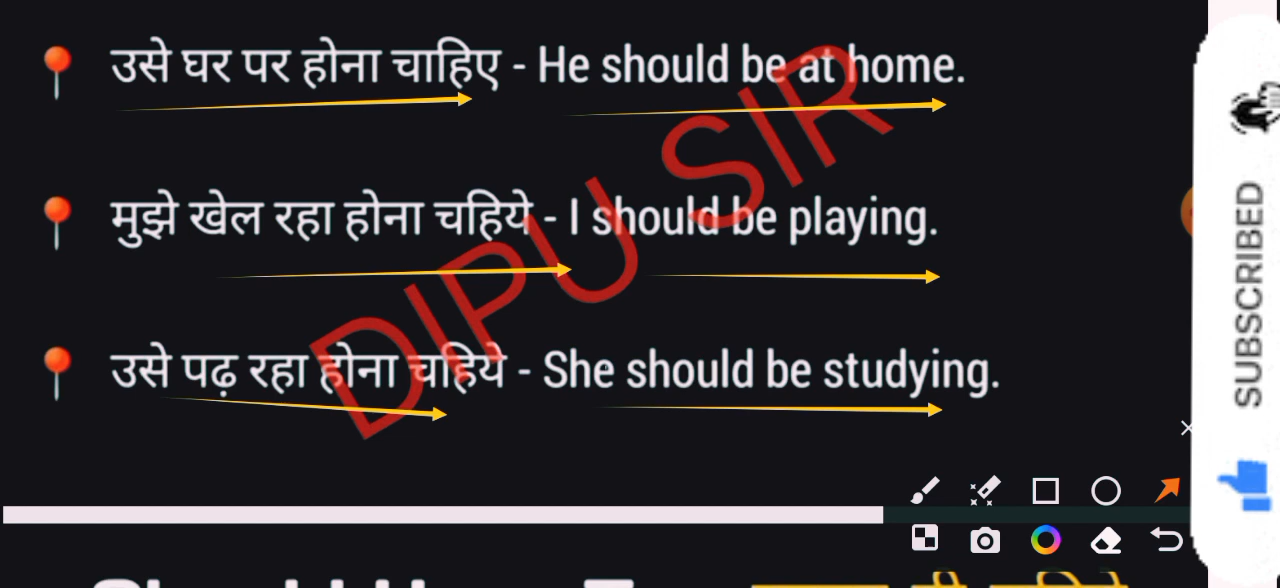 उसे घर पर होना चाहिए - He should be at home.
मुझे खेल रहा होना चहिये - I should be playing.
उसे पढ़ रहा होना चहिये - She should be studying.
DIPU SIR
SUBSCRIBED